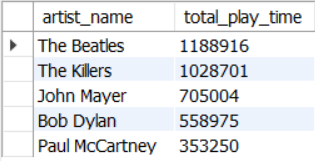 artist_name total_play_time
The Beatles 1188916
The Killers 1028701
John Mayer 705004
Bob Dylan 558975
Paul McCartney 353250